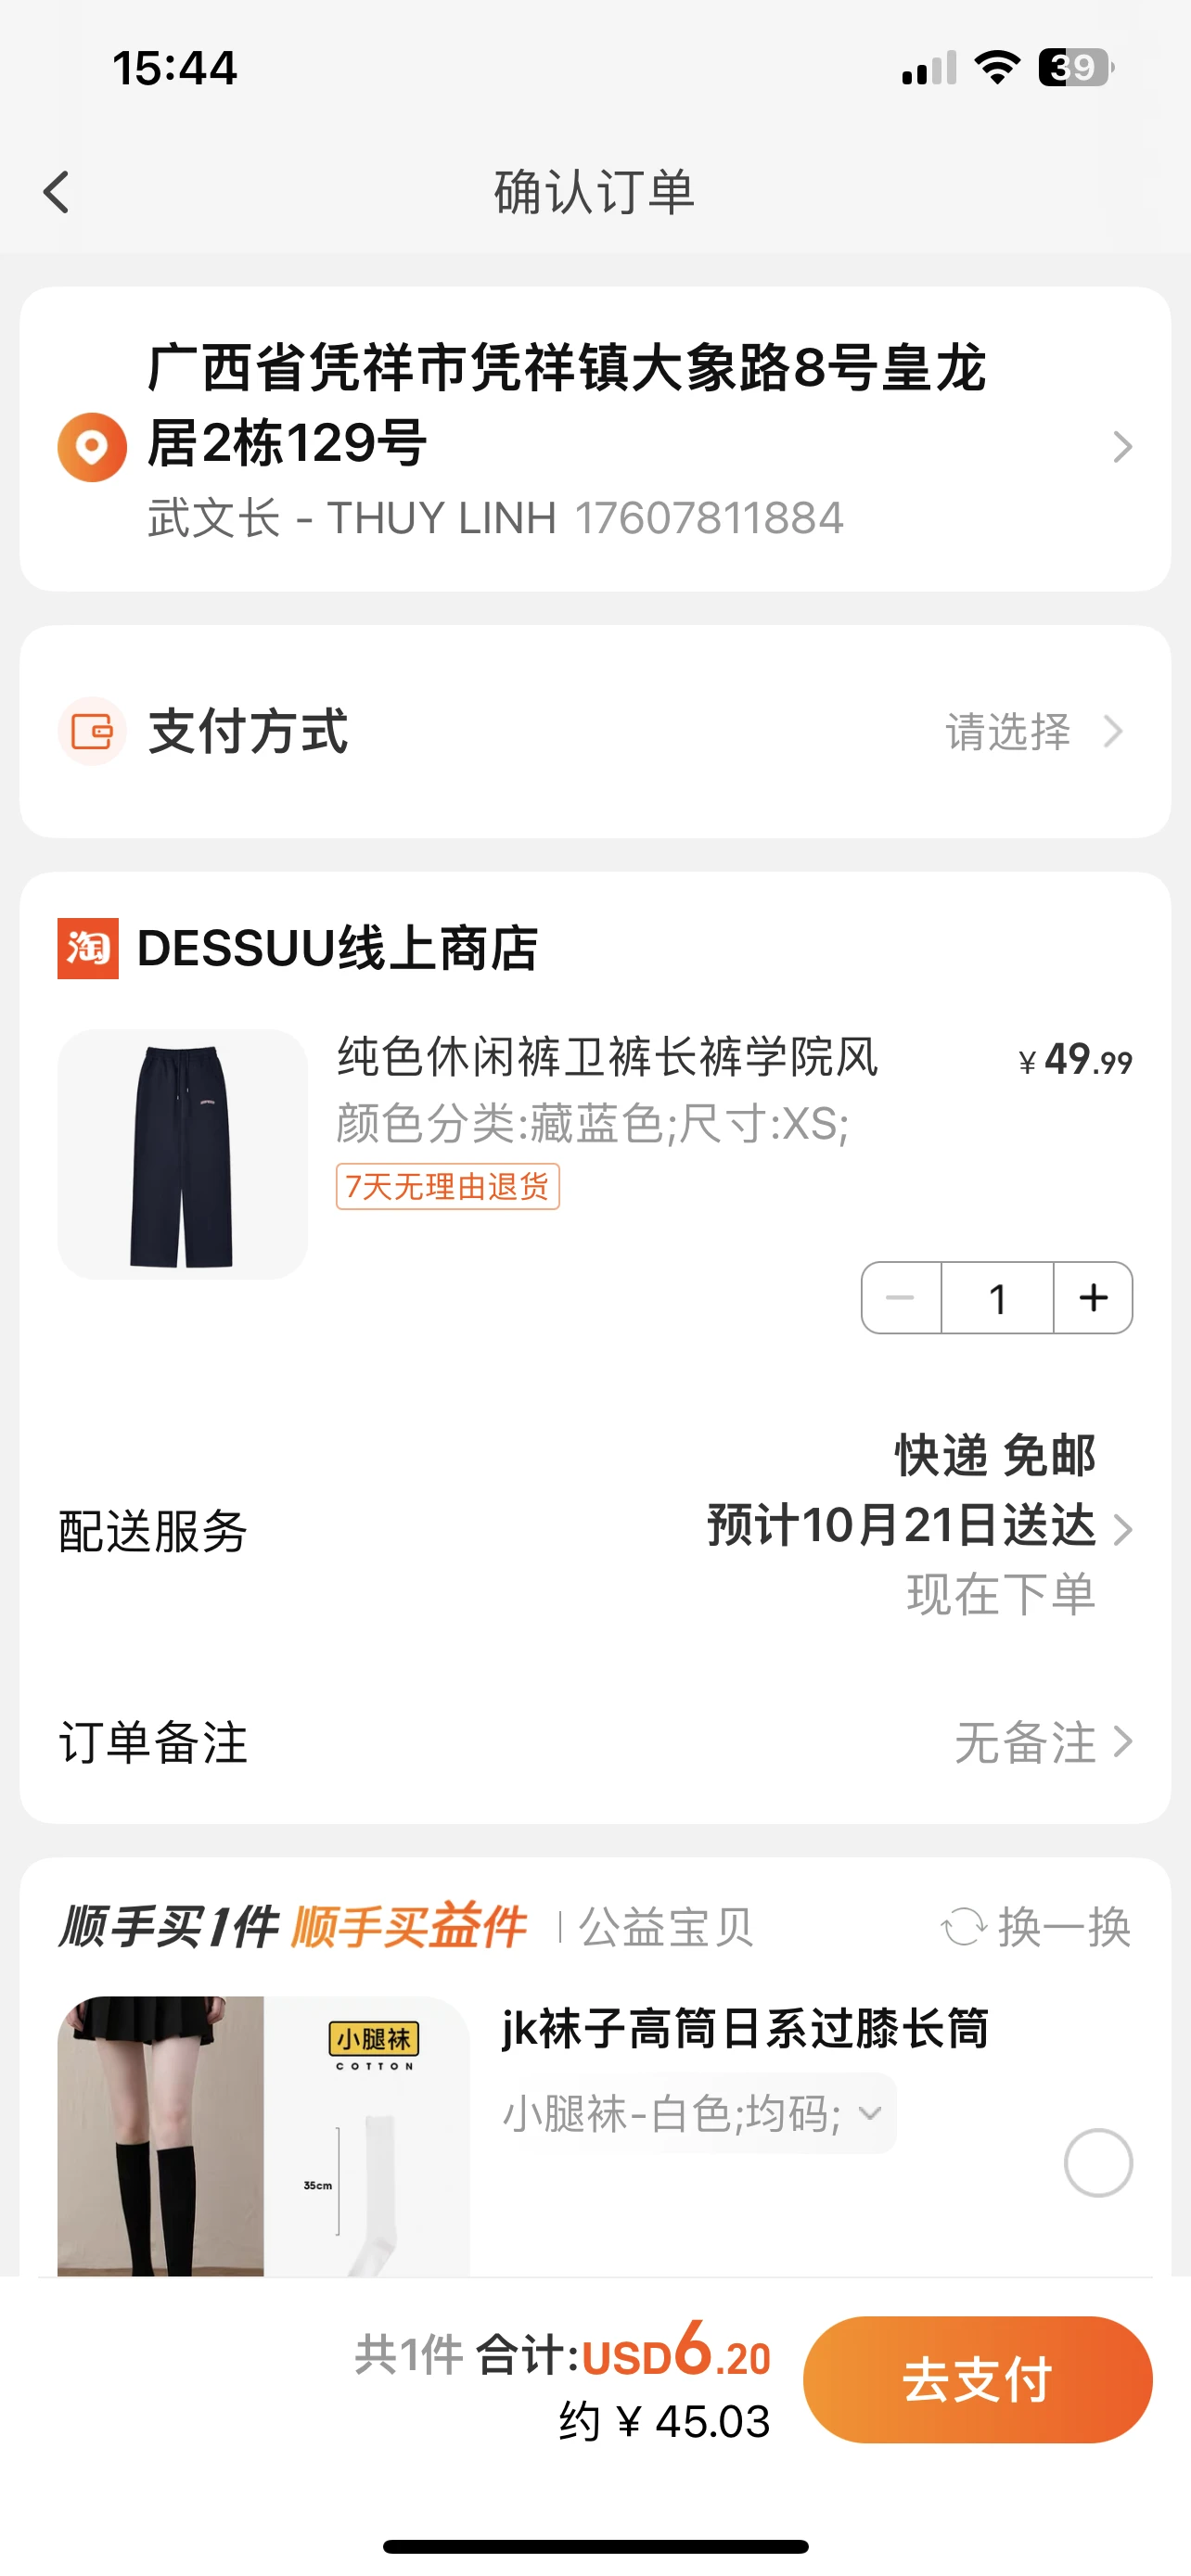 15:44
39
确认订单
广西省凭祥市凭祥镇大象路8号皇龙
居2栋129号
武文长 - THUY LINH 17607811884
支付方式
请选择
淘 DESSUU线上商店
纯色休闲裤卫裤长裤学院风
¥49.99
颜色分类:藏蓝色;尺寸:XS;
7天无理由退货
1
快递 免邮
配送服务
预计10月21日送达
现在下单
订单备注
无备注
顺手买1件 顺手买益件 | 公益宝贝
换一换
小腿袜
COTTON
35cm
jk袜子高筒日系过膝长筒
小腿袜-白色;均码;
共1件 合计:USD6.20
约 ¥ 45.03
去支付